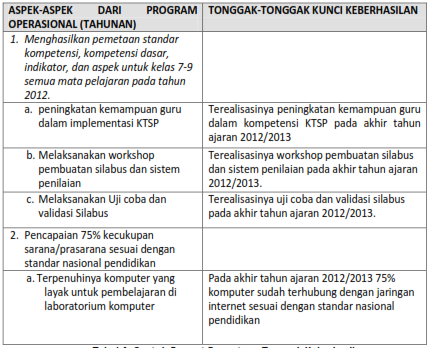 ASPEK-ASPEK DARI PROGRAM
OPERASIONAL (TAHUNAN)
TONGGAK-TONGGAK KUNCI KEBERHASILAN
1. Menghasilkan pemetaan standar
kompetensi, kompetensi dasar,
indikator, dan aspek untuk kelas 7-9
semua mata pelajaran pada tahun
2012.
a. peningkatan kemampuan guru
dalam implementasi KTSP
Terealisasinya peningkatan kemampuan guru
dalam kompetensi KTSP pada akhir tahun
ajaran 2012/2013
b. Melaksanakan workshop
pembuatan silabus dan sistem
penilaian
Terealisasinya workshop pembuatan silabus
dan sistem penilaian pada akhir tahun ajaran
2012/2013.
c. Melaksanakan Uji coba dan
validasi Silabus
Terealisasinya uji coba dan validasi silabus
pada akhir tahun ajaran 2012/2013.
2. Pencapaian 75% kecukupan
sarana/prasarana sesuai dengan
standar nasional pendidikan
a. Terpenuhinya komputer yang
layak untuk pembelajaran di
laboratorium komputer
Pada akhir tahun ajaran 2012/2013 75%
komputer sudah terhubung dengan jaringan
internet sesuai dengan standar nasional
pendidikan